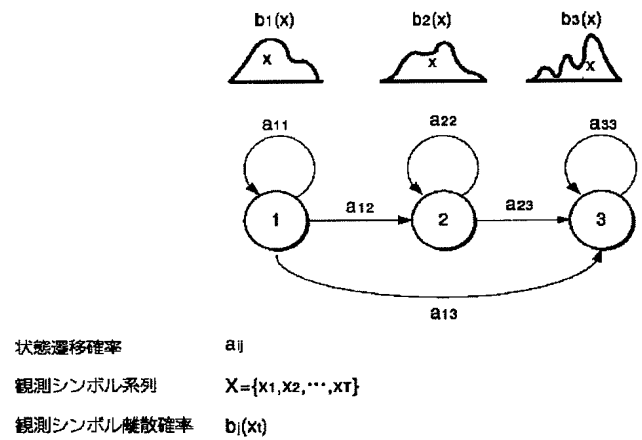 b1(x) b2(x) b3(x)
x x x
a11 a22 a33
1 a12 2 a23 3
a13
状態遷移確率 aij
観測シンボル系列 X={x1,x2,···,xT}
観測シンボル離散確率 bj(xt)